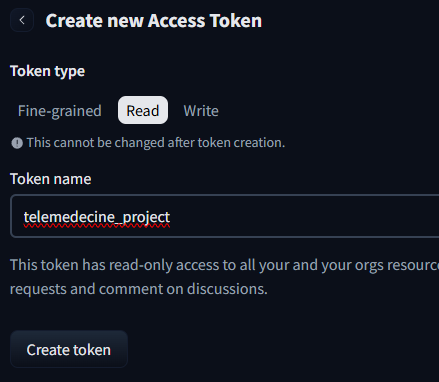 Create new Access Token
Token type
Fine-grained Read Write
This cannot be changed after token creation.
Token name
telemedecine_project
This token has read-only access to all your and your orgs
requests and comment on discussions.
Create token